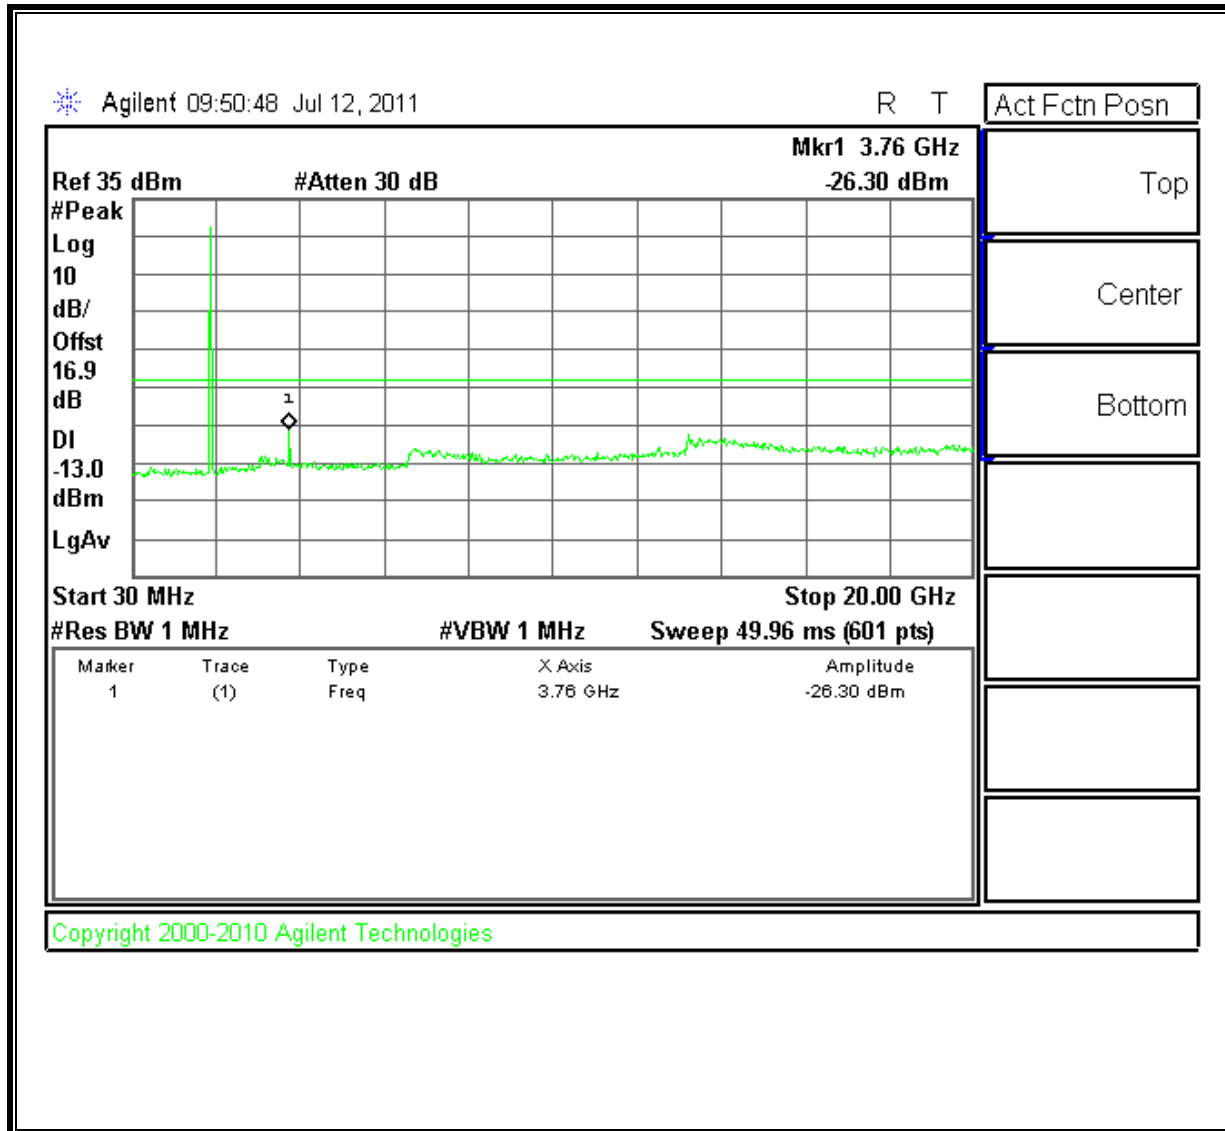 Agilent 09:50:48 Jul 12, 2011
R T
Act Fctn Posn
Mkr1 3.76 GHz
Ref 35 dBm #Atten 30 dB -26.30 dBm
#Peak
Log
10
dB/
Offst
16.9
dB
DI
-13.0
dBm
LgAv
1
Start 30 MHz Stop 20.00 GHz
#Res BW 1 MHz #VBW 1 MHz Sweep 49.96 ms (601 pts)
Marker Trace Type X Axis Amplitude
1 (1) Freq 3.76 GHz -26.30 dBm
Top
Center
Bottom
Copyright 2000-2010 Agilent Technologies